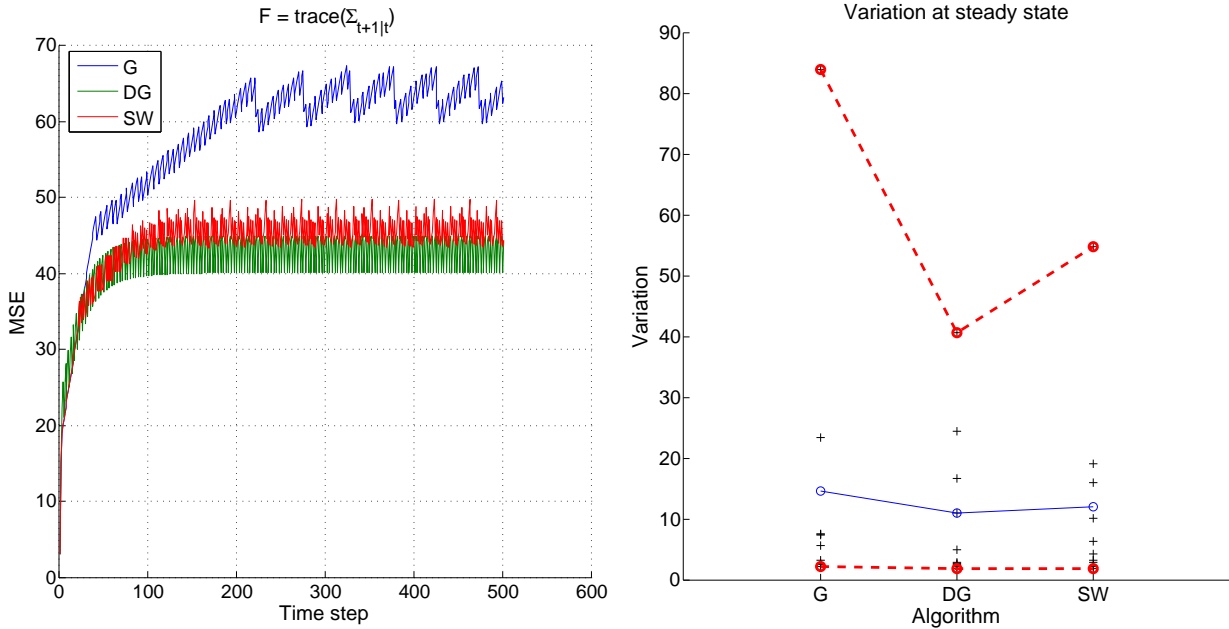 F = trace(Σ_{t+1|t})
70
60
50
40
30
20
10
0
MSE
G
DG
SW
0
100
200
300
400
500
600
Time step
Variation at steady state
90
80
70
60
50
40
30
20
10
0
Variation
G
DG
SW
Algorithm